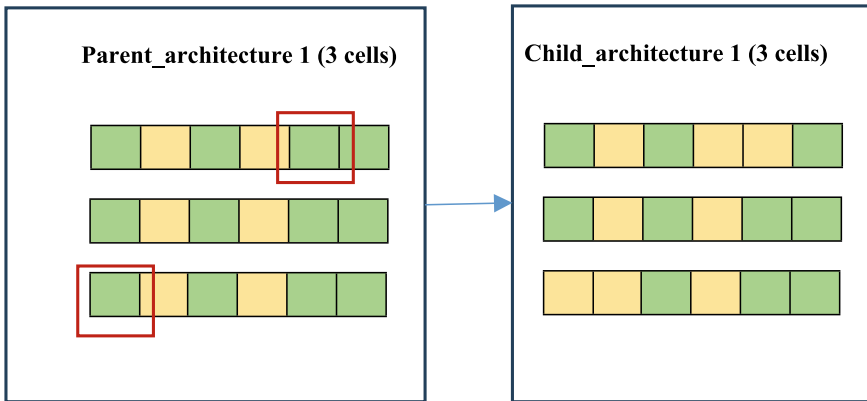 Parent_architecture 1 (3 cells)
Child_architecture 1 (3 cells)